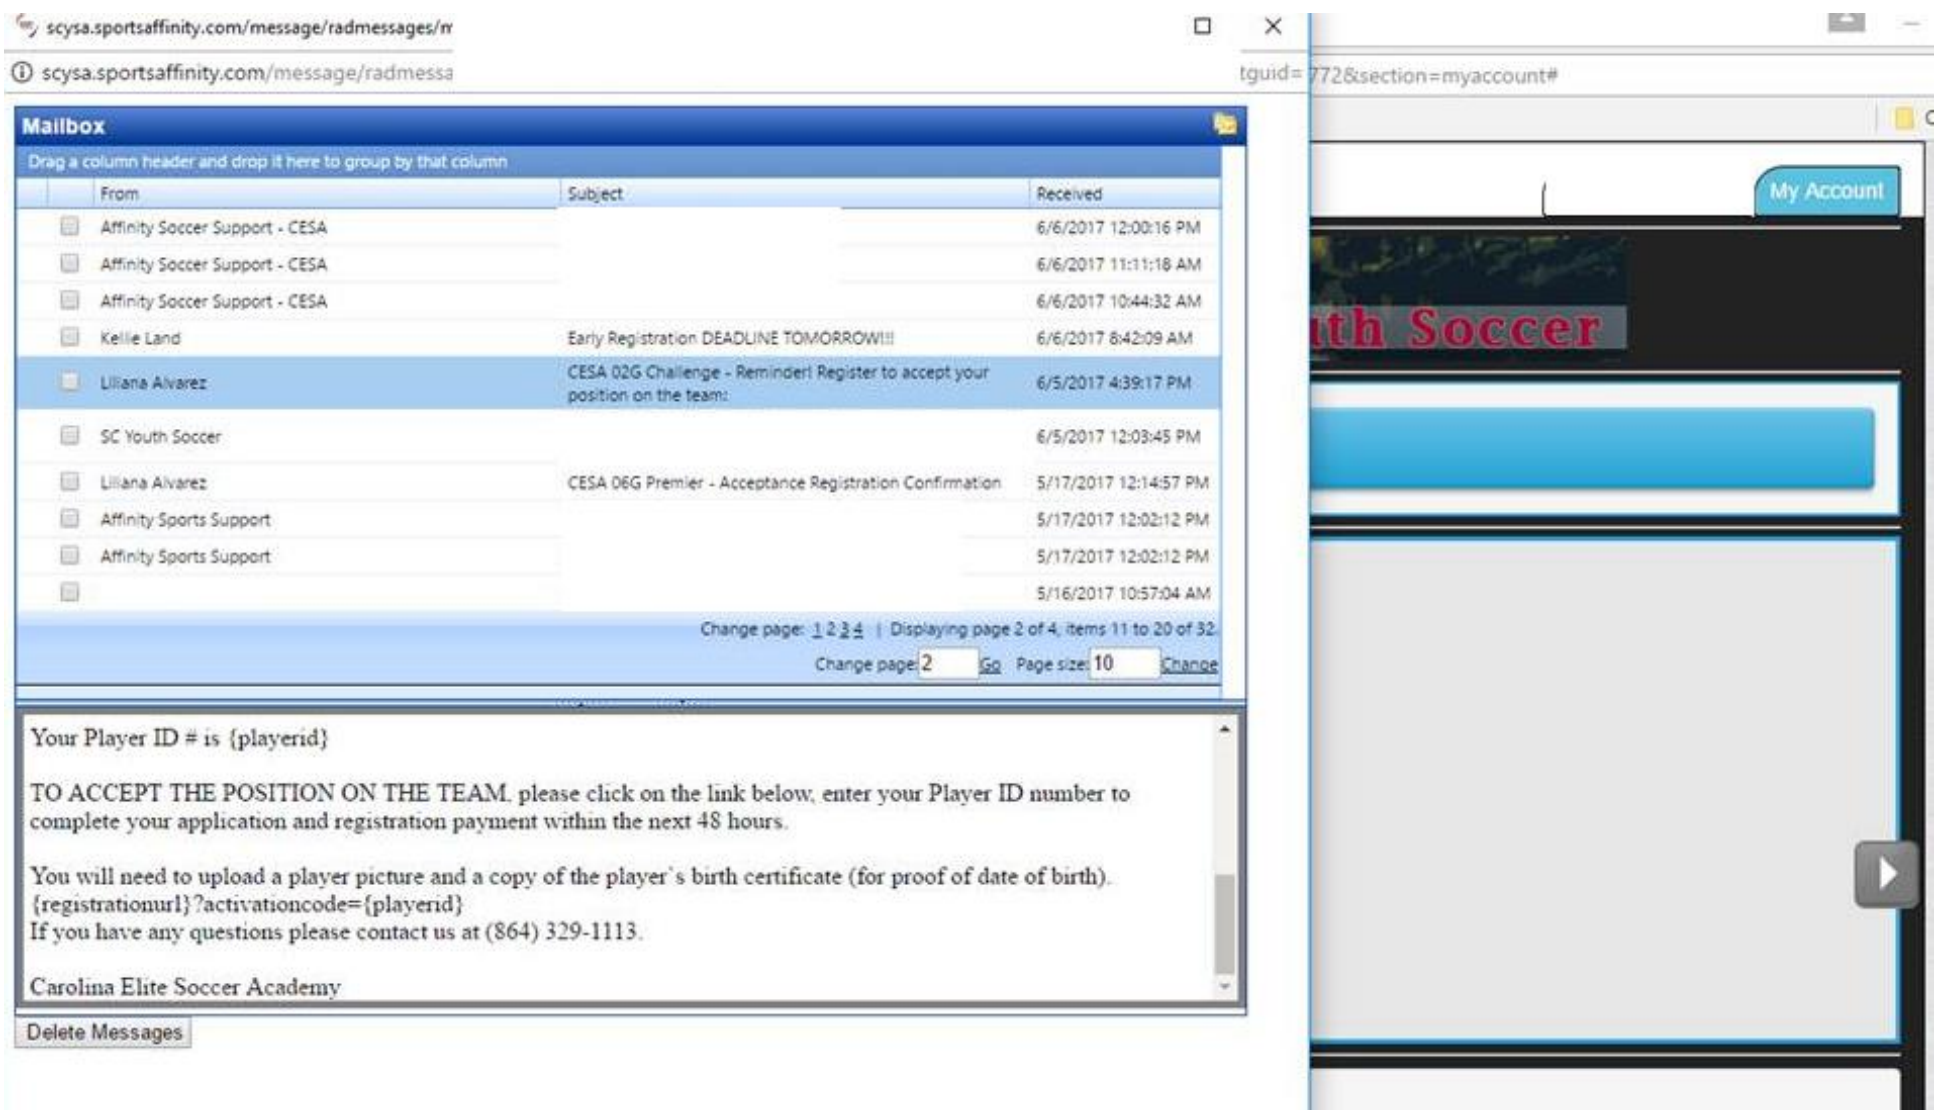 scysa.sportsaffinity.com/message/radmessages/m
scysa.sportsaffinity.com/message/radmessa
tguid= 772&section=myaccount#
Mailbox
Drag a column header and drop it here to group by that column
From Subject Received
Affinity Soccer Support - CESA 6/6/2017 12:00:16 PM
Affinity Soccer Support - CESA 6/6/2017 11:11:18 AM
Affinity Soccer Support - CESA 6/6/2017 10:44:32 AM
Kellie Land Early Registration DEADLINE TOMORROW!!! 6/6/2017 8:42:09 AM
Liliana Alvarez CESA 02G Challenge - Reminder! Register to accept your position on the team: 6/5/2017 4:39:17 PM
SC Youth Soccer 6/5/2017 12:03:45 PM
Liliana Alvarez CESA 06G Premier - Acceptance Registration Confirmation 5/17/2017 12:14:57 PM
Affinity Sports Support 5/17/2017 12:02:12 PM
Affinity Sports Support 5/17/2017 12:02:12 PM
5/16/2017 10:57:04 AM
Change page: 1 2 3 4 | Displaying page 2 of 4, items 11 to 20 of 32.
Change page: 2 Go Page size: 10 Change
Your Player ID # is {playerid}
TO ACCEPT THE POSITION ON THE TEAM, please click on the link below, enter your Player ID number to
complete your application and registration payment within the next 48 hours.
You will need to upload a player picture and a copy of the player`s birth certificate (for proof of date of birth).
{registrationurl}?activationcode={playerid}
If you have any questions please contact us at (864) 329-1113.
Carolina Elite Soccer Academy
Delete Messages
My Account
uth Soccer